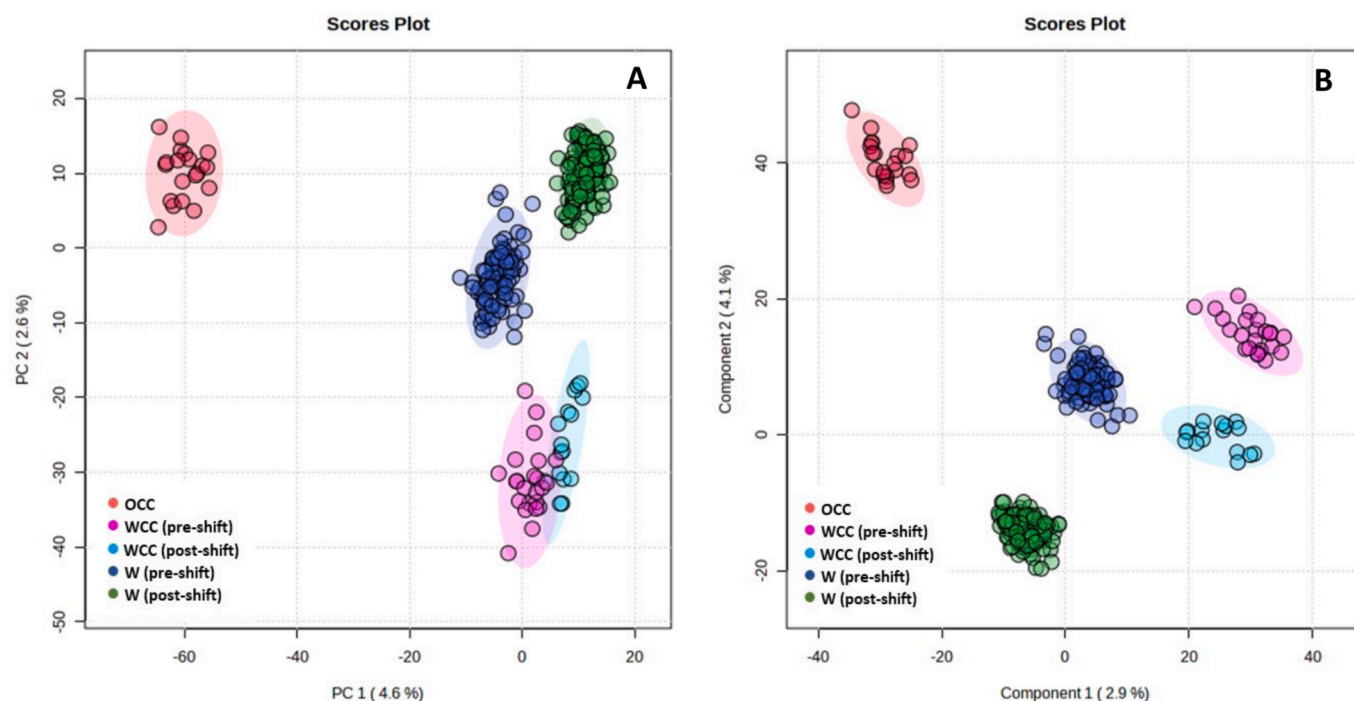 Scores Plot
A
20
10
0
-10
-20
-30
-40
-50
PC 2 ( 2.6 %)
OCC
WCC (pre-shift)
WCC (post-shift)
W (pre-shift)
W (post-shift)
-60
-40
-20
0
20
PC 1 ( 4.6 %)
Scores Plot
B
40
20
0
-20
Component 2 ( 4.1 %)
OCC
WCC (pre-shift)
WCC (post-shift)
W (pre-shift)
W (post-shift)
-40
-20
0
20
40
Component 1 ( 2.9 %)